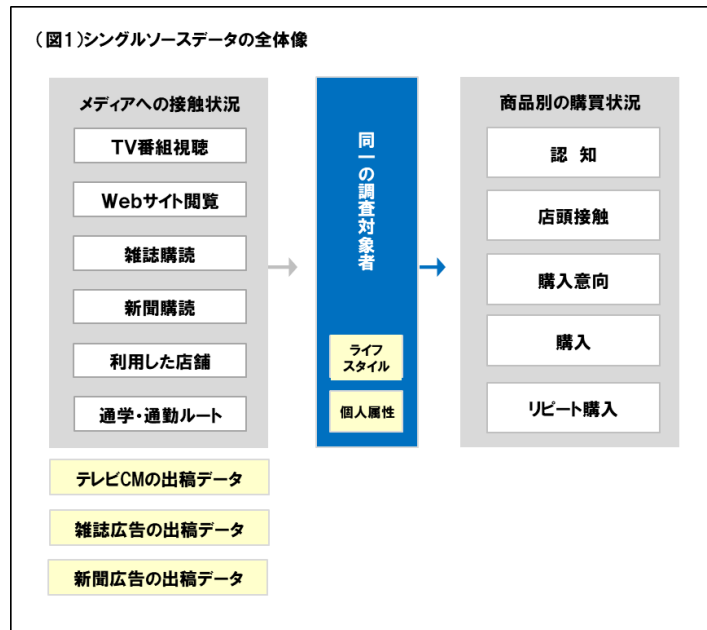 （図1）シングルソースデータの全体像
メディアへの接触状況
TV番組視聴
Webサイト閲覧
雑誌購読
新聞購読
利用した店舗
通学・通勤ルート
テレビCMの出稿データ
雑誌広告の出稿データ
新聞広告の出稿データ
同一の調査対象者
ライフ
スタイル
個人属性
商品別の購買状況
認 知
店頭接触
購入意向
購入
リピート購入